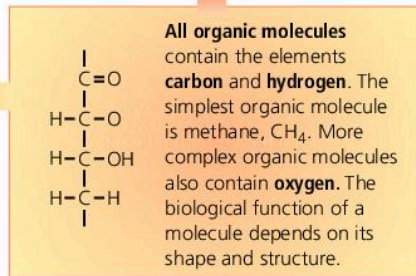 C=O
H-C-O
H-C-OH
H-C-H
All organic molecules
contain the elements
carbon and hydrogen. The
simplest organic molecule
is methane, CH₄. More
complex organic molecules
also contain oxygen. The
biological function of a
molecule depends on its
shape and structure.